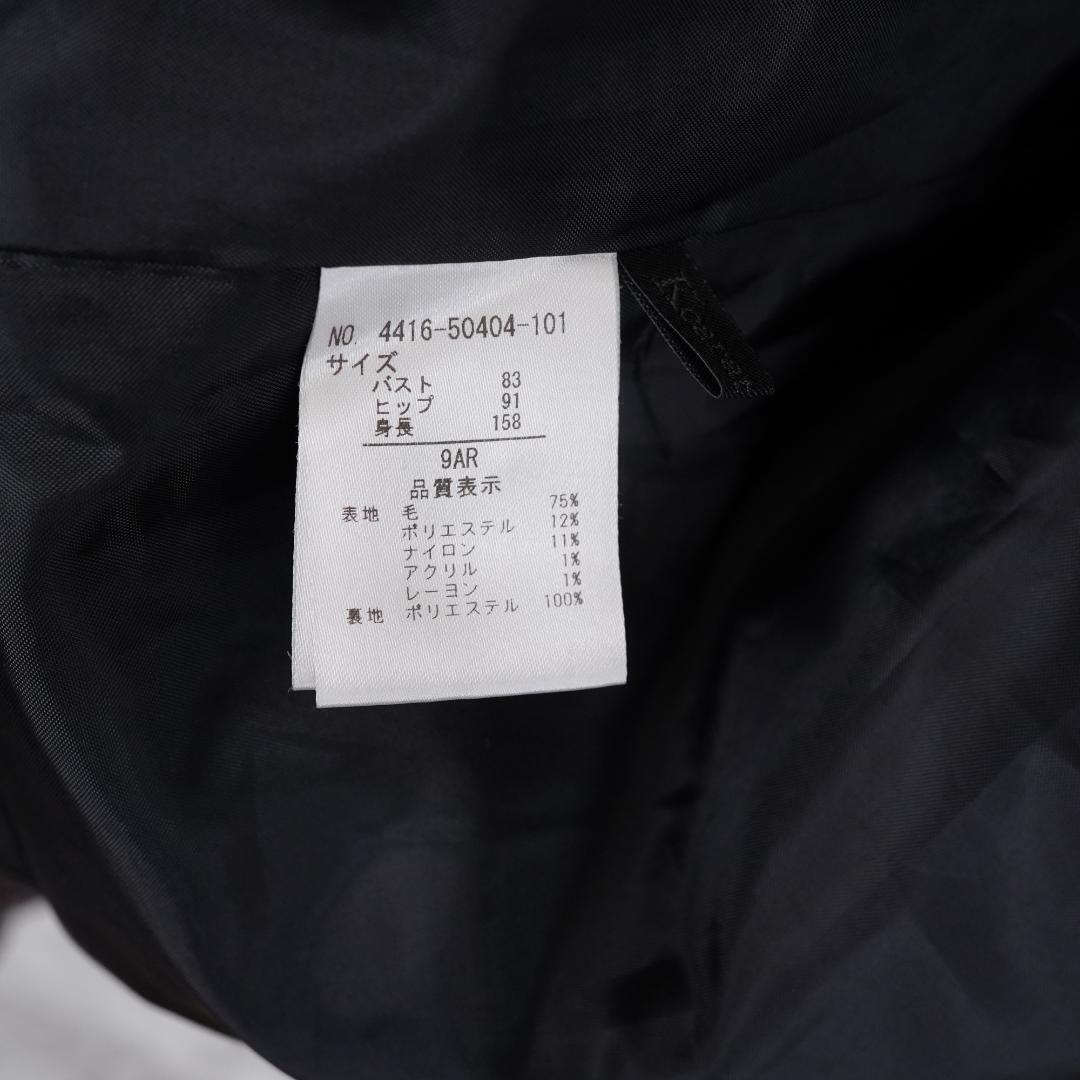 NO. 4416-50404-101
サイズ
バスト 83
ヒップ 91
身長 158
9AR
品質表示
表地 毛 75%
ポリエステル 12%
ナイロン 11%
アクリル 1%
レーヨン 1%
裏地 ポリエステル 100%